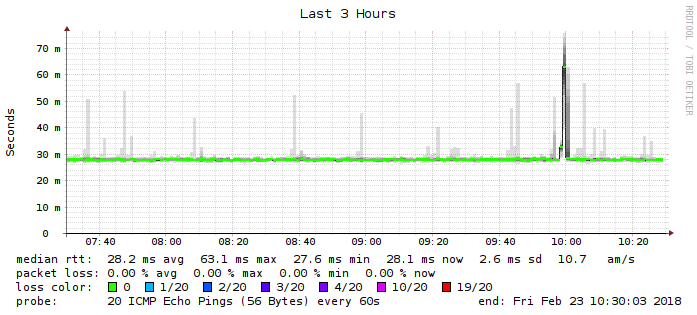 Last 3 Hours
RRDTOOL / TOBI OETIKER
Seconds
70 m
60 m
50 m
40 m
30 m
20 m
10 m
0
07:40 08:00 08:20 08:40 09:00 09:20 09:40 10:00 10:20
median rtt: 28.2 ms avg 63.1 ms max 27.6 ms min 28.1 ms now 2.6 ms sd 10.7 am/s
packet loss: 0.00 % avg 0.00 % max 0.00 % min 0.00 % now
loss color: 0 1/20 2/20 3/20 4/20 10/20 19/20
probe: 20 ICMP Echo Pings (56 Bytes) every 60s end: Fri Feb 23 10:30:03 2018